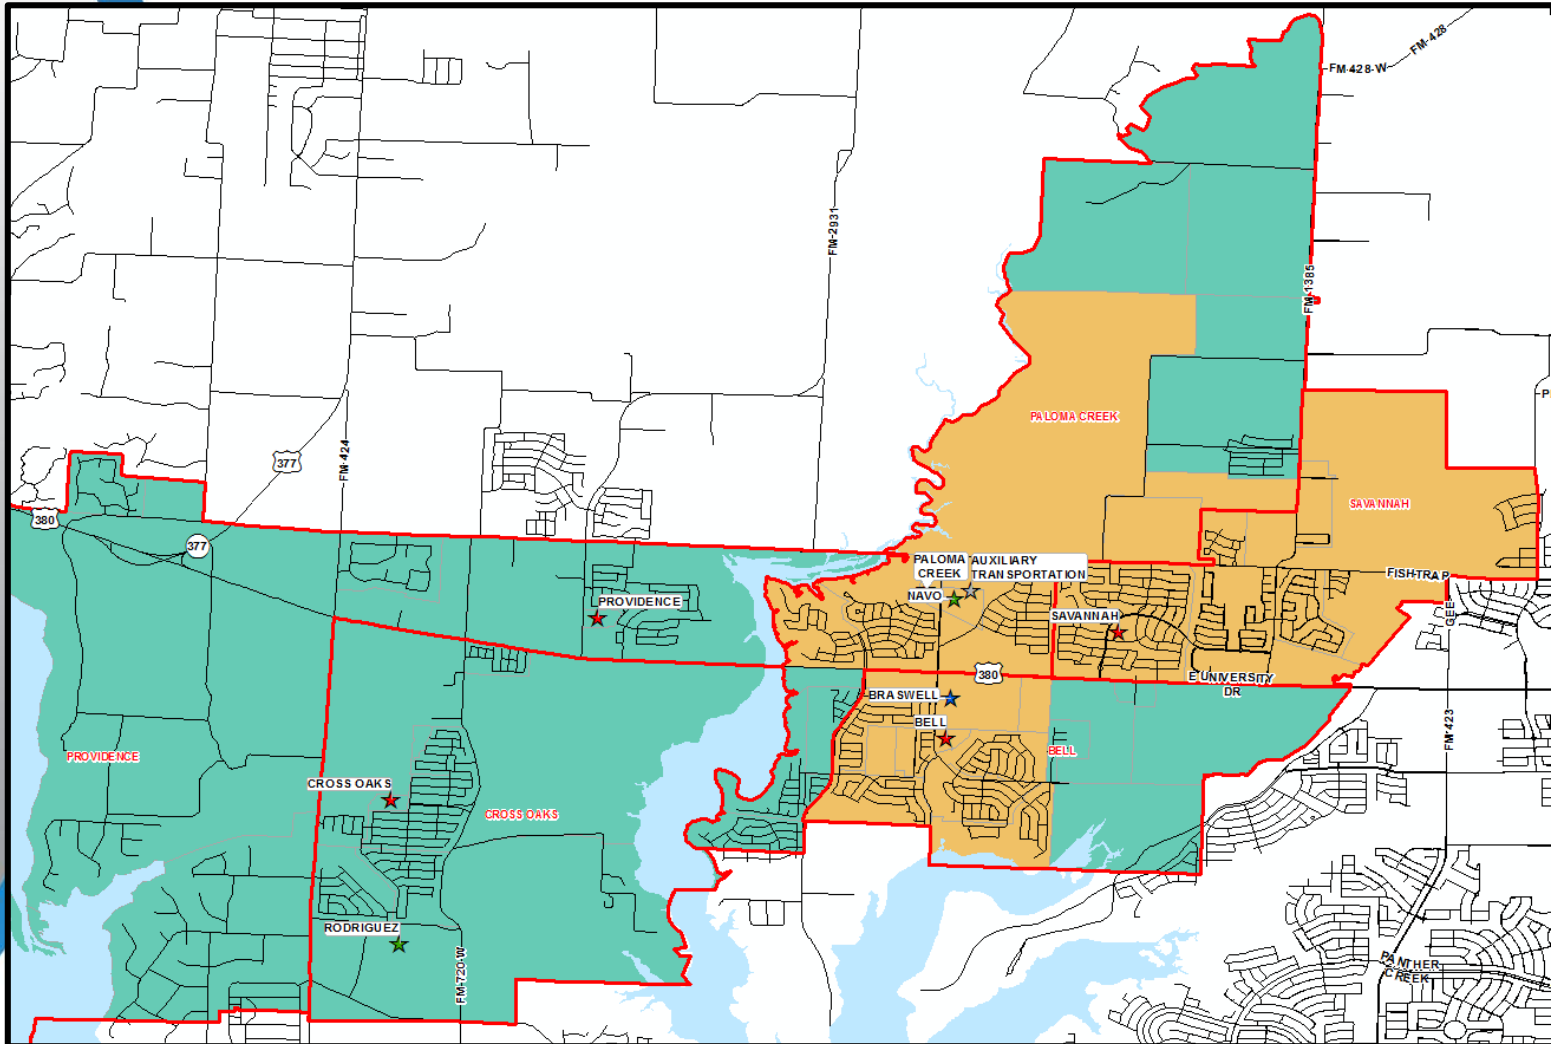 FM-428
FM-428-W
FM-2931
FM-1385
PALOMA CREEK
377
FM-424
SAVANNAH
380
377
PALOMA
CREEK
AUXILIARY
TRANSPORTATION
FISHTRAP
NAVO
PROVIDENCE
SAVANNAH
GEE
380
E UNIVERSITY
DR
BRASWELL
BELL
FM 423
BELL
PROVIDENCE
CROSS OAKS
CROSS OAKS
RODRIGUEZ
FM-720-W
PANTHER
CREEK